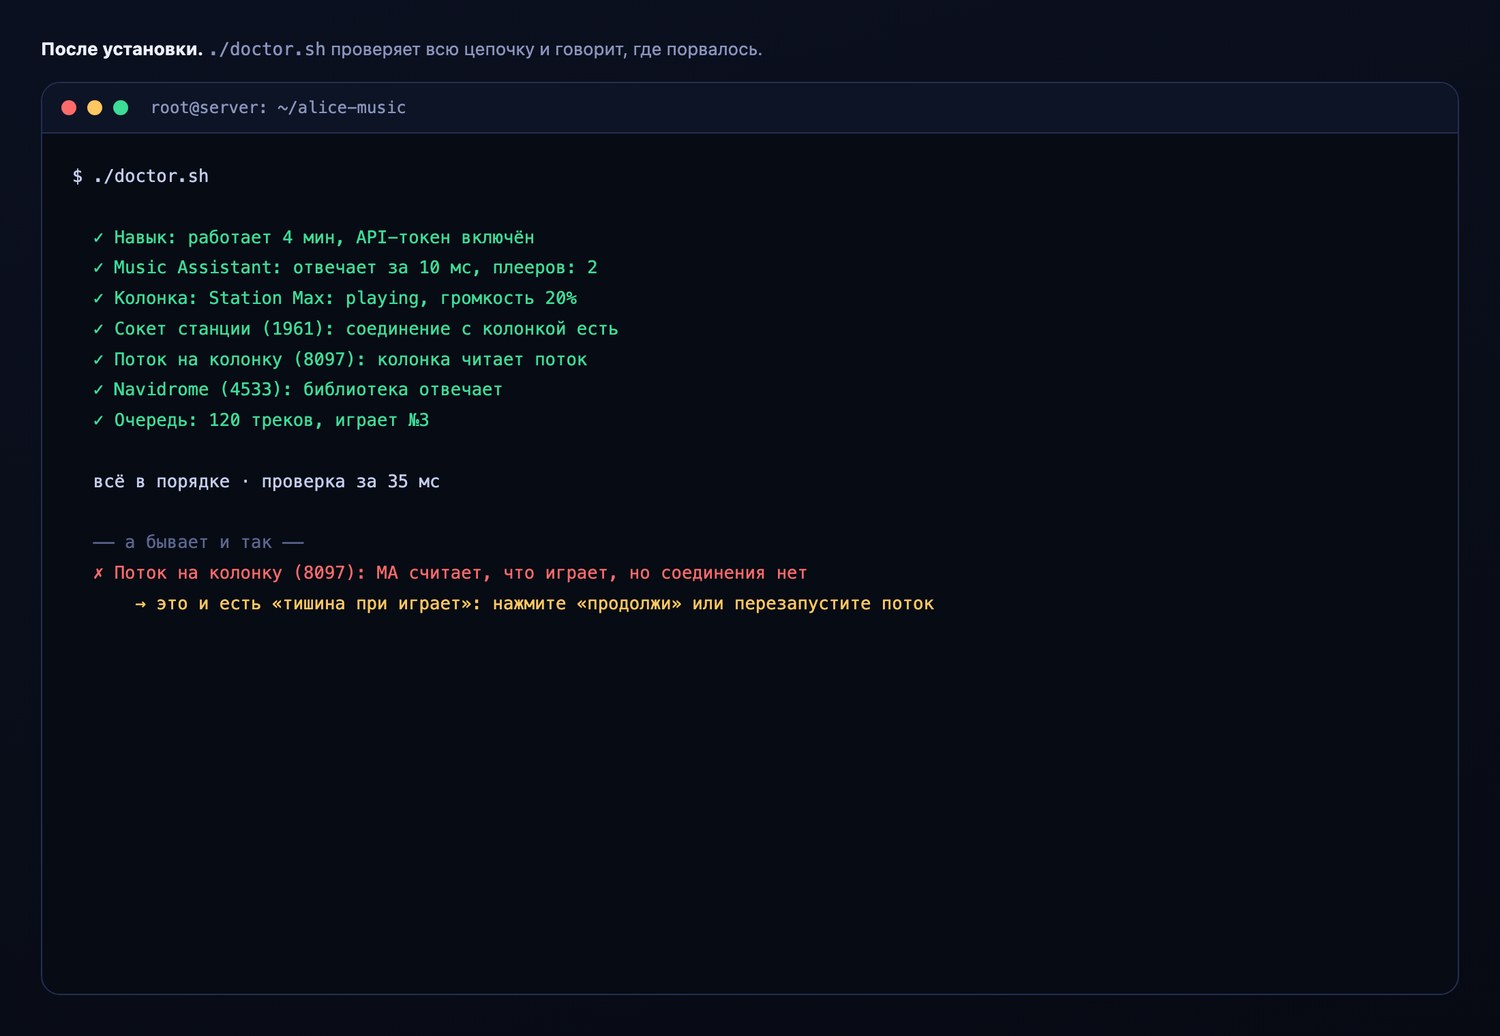 После установки. ./doctor.sh проверяет всю цепочку и говорит, где порвалось.
root@server: ~/alice-music
$ ./doctor.sh
✓ Навык: работает 4 мин, API-токен включён
✓ Music Assistant: отвечает за 10 мс, плееров: 2
✓ Колонка: Station Max: playing, громкость 20%
✓ Сокет станции (1961): соединение с колонкой есть
✓ Поток на колонку (8097): колонка читает поток
✓ Navidrome (4533): библиотека отвечает
✓ Очередь: 120 треков, играет №3
всё в порядке · проверка за 35 мс
—— а бывает и так ——
✗ Поток на колонку (8097): МА считает, что играет, но соединения нет
→ это и есть «тишина при играет»: нажмите «продолжи» или перезапустите поток